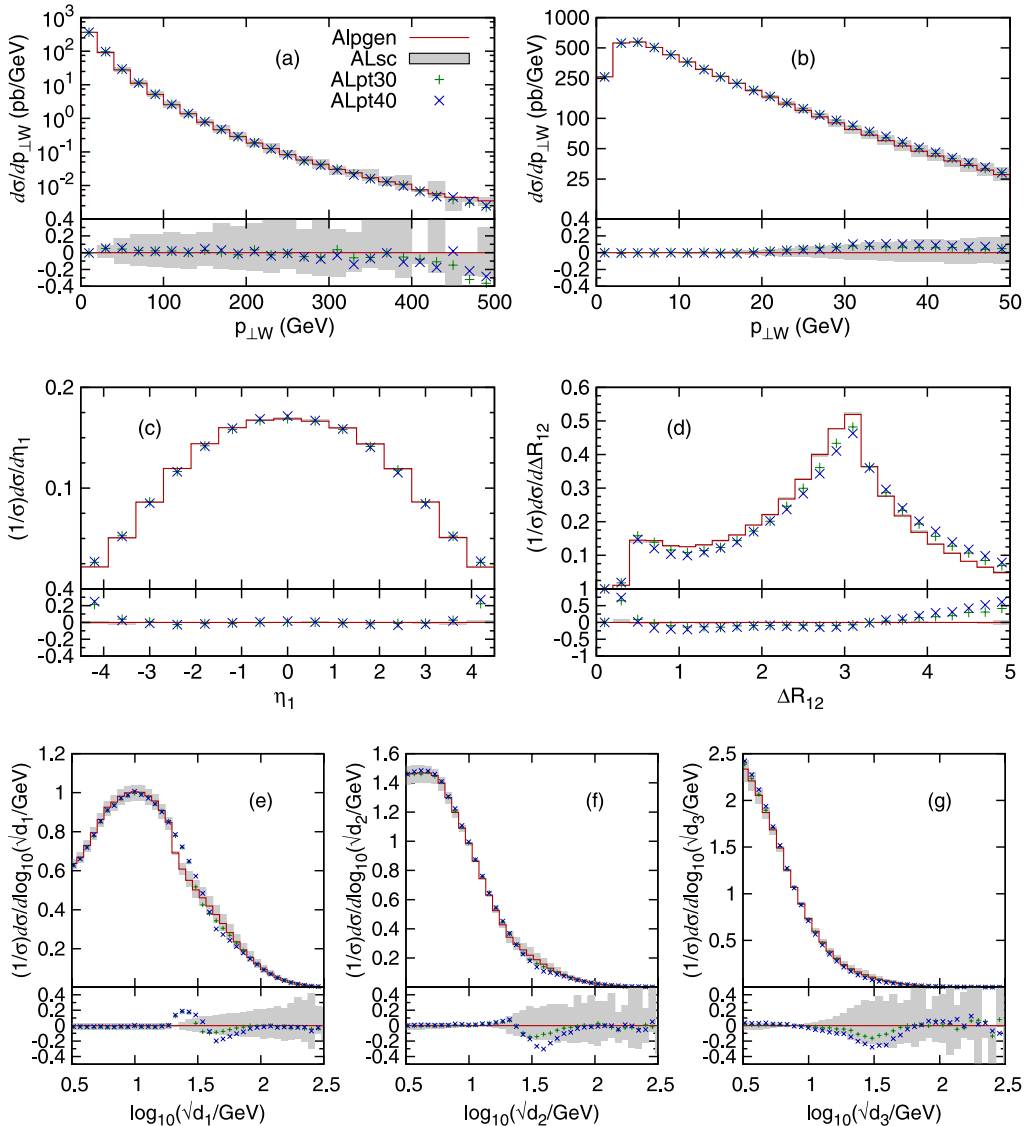 (a)
Alpgen
ALsc
ALpt30
ALpt40
dσ/dp⊥W (pb/GeV)
10³
10²
10¹
10⁰
10⁻¹
10⁻²
0.4
0.2
0
-0.2
-0.4
0 100 200 300 400 500
p⊥W (GeV)
(b)
dσ/dp⊥W (pb/GeV)
1000
500
250
100
50
25
0.4
0.2
0
-0.2
-0.4
0 10 20 30 40 50
p⊥W (GeV)
(c)
(1/σ)dσ/dη₁
0.2
0.1
0.4
0.2
0
-0.2
-0.4
-4 -3 -2 -1 0 1 2 3 4
η₁
(d)
(1/σ)dσ/dΔR₁₂
0.6
0.5
0.4
0.3
0.2
0.1
1
0.5
0
-0.5
-1
0 1 2 3 4 5
ΔR₁₂
(e)
(1/σ)dσ/dlog₁₀(√d₁/GeV)
1.2
1
0.8
0.6
0.4
0.2
0.4
0.2
0
-0.2
-0.4
0.5 1 1.5 2 2.5
log₁₀(√d₁/GeV)
(f)
(1/σ)dσ/dlog₁₀(√d₂/GeV)
1.6
1.4
1.2
1
0.8
0.6
0.4
0.2
0.4
0.2
0
-0.2
-0.4
0.5 1 1.5 2 2.5
log₁₀(√d₂/GeV)
(g)
(1/σ)dσ/dlog₁₀(√d₃/GeV)
2.5
2
1.5
1
0.5
0.4
0.2
0
-0.2
-0.4
0.5 1 1.5 2 2.5
log₁₀(√d₃/GeV)